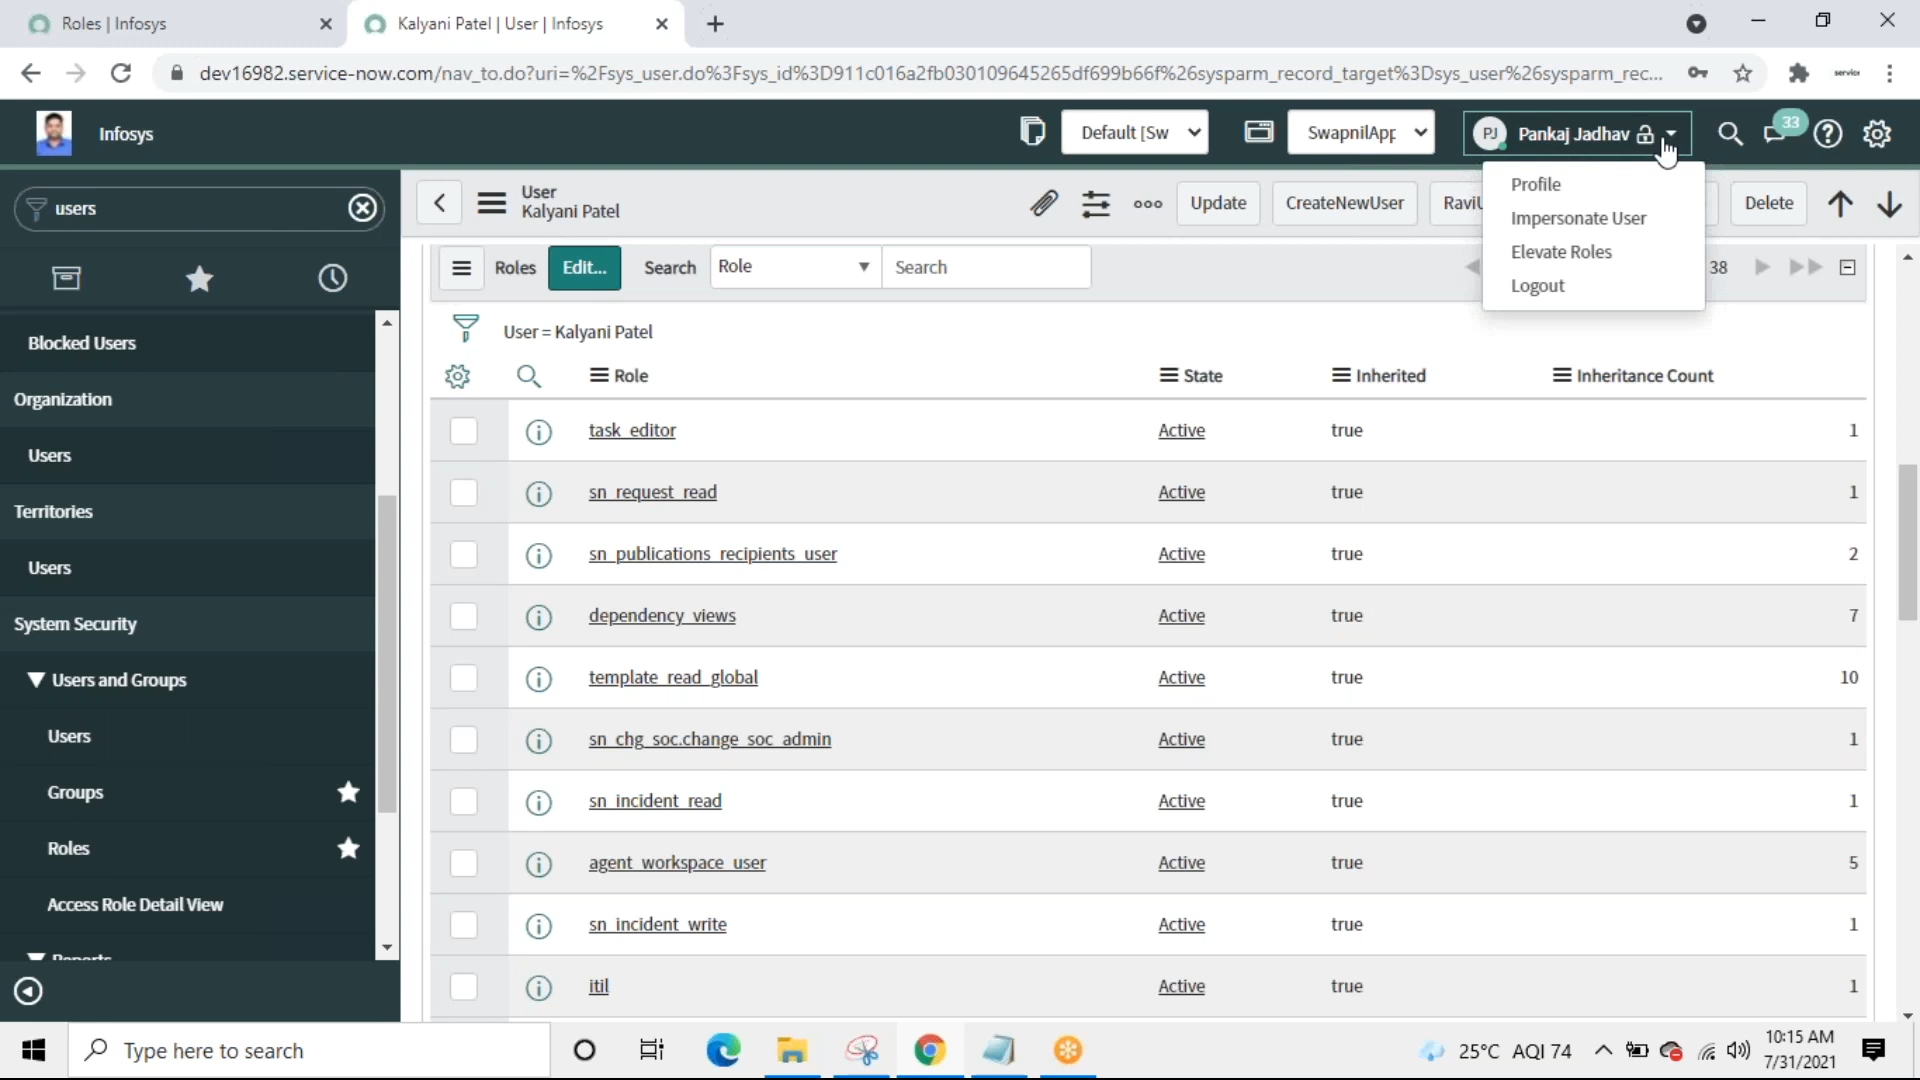 Roles | Infosys
Kalyani Patel | User | Infosys
dev16982.service-now.com/nav_to.do?uri=%2Fsys_user.do%3Fsys_id%3D911c016a2fb030109645265df699b66f%26sysparm_record_target%3Dsys_user%26sysparm_rec...
Infosys
Default [Sw
SwapnilApp
PJ Pankaj Jadhav
33
users
User
Kalyani Patel
Update
CreateNewUser
RaviU
Delete
Profile
Impersonate User
Elevate Roles
Logout
Roles
Edit...
Search
Role
Search
38
User = Kalyani Patel
Role State Inherited Inheritance Count
task_editor Active true 1
sn_request_read Active true 1
sn_publications_recipients_user Active true 2
dependency_views Active true 7
template_read_global Active true 10
sn_chg_soc.change_soc_admin Active true 1
sn_incident_read Active true 1
agent_workspace_user Active true 5
sn_incident_write Active true 1
itil Active true 1
Blocked Users
Organization
Users
Territories
Users
System Security
Users and Groups
Users
Groups
Roles
Access Role Detail View
Reports
Type here to search
25°C AQI 74
10:15 AM
7/31/2021